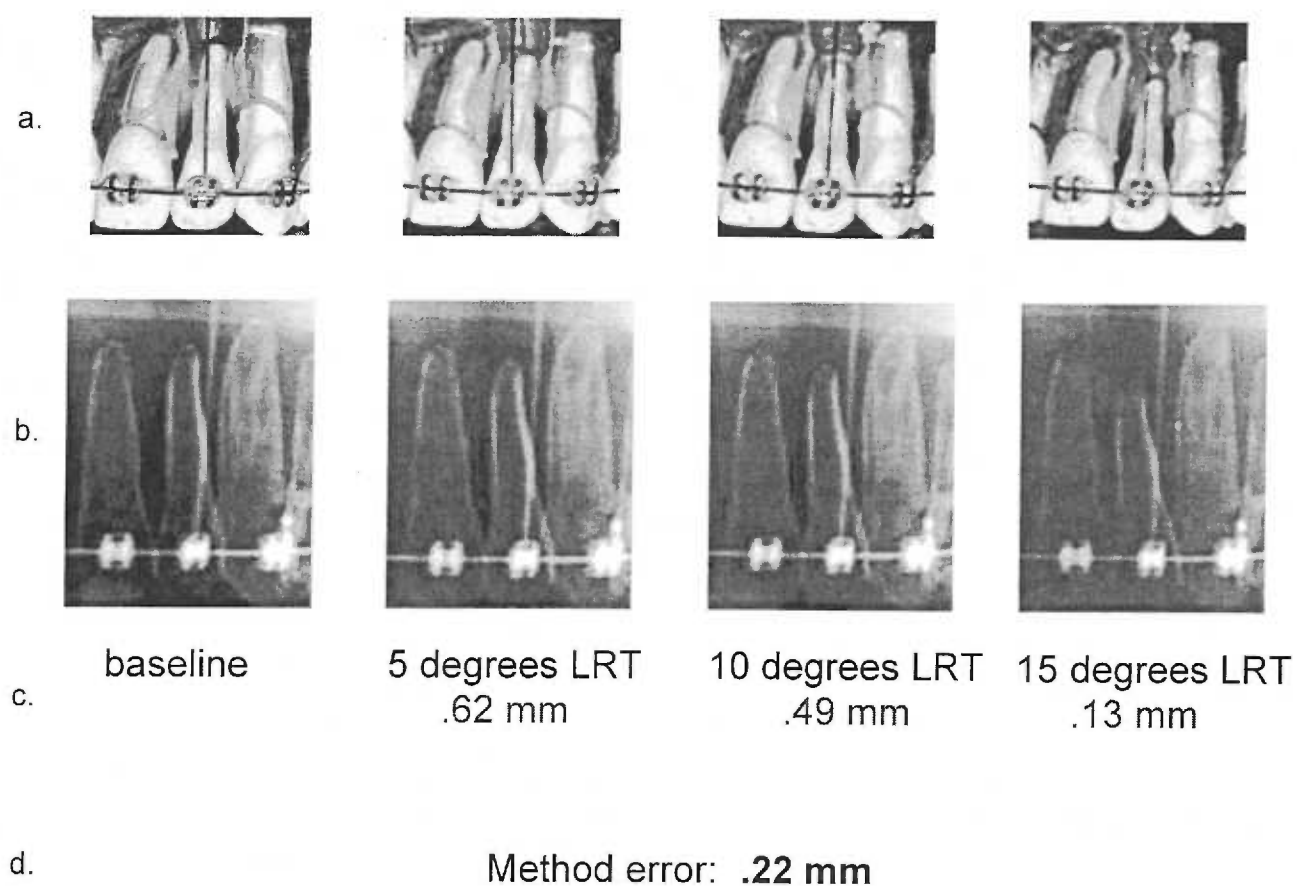 a.
b.
baseline
5 degrees LRT
10 degrees LRT
15 degrees LRT
c.
.62 mm
.49 mm
.13 mm
d.
Method error: .22 mm